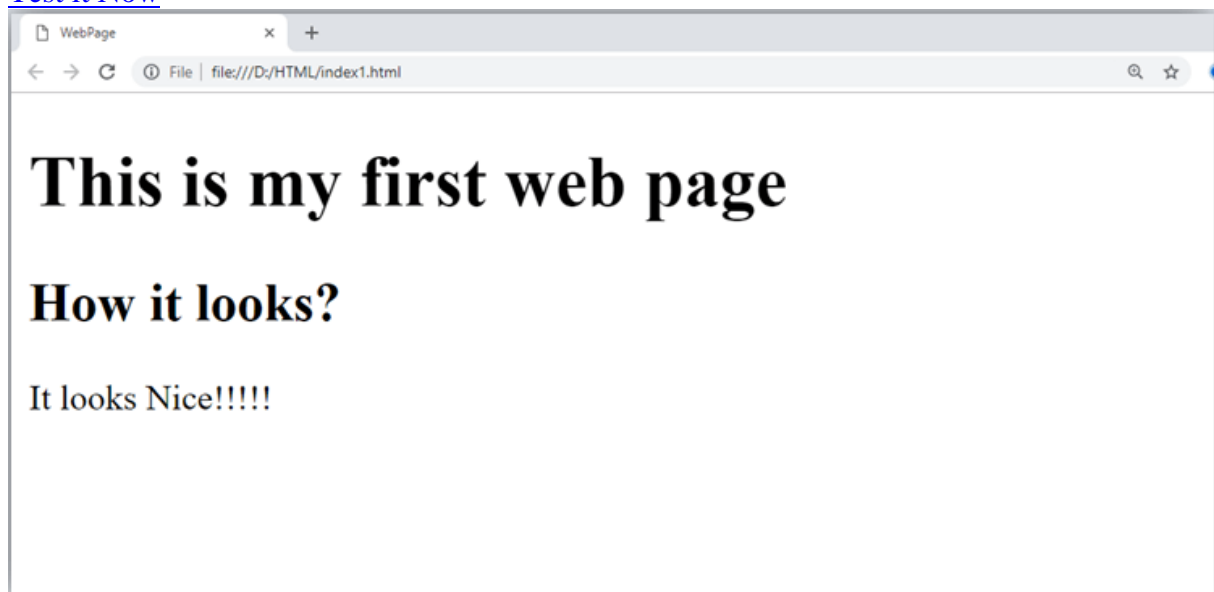 Test it Now
WebPage
File | file:///D:/HTML/index1.html
This is my first web page
How it looks?
It looks Nice!!!!!